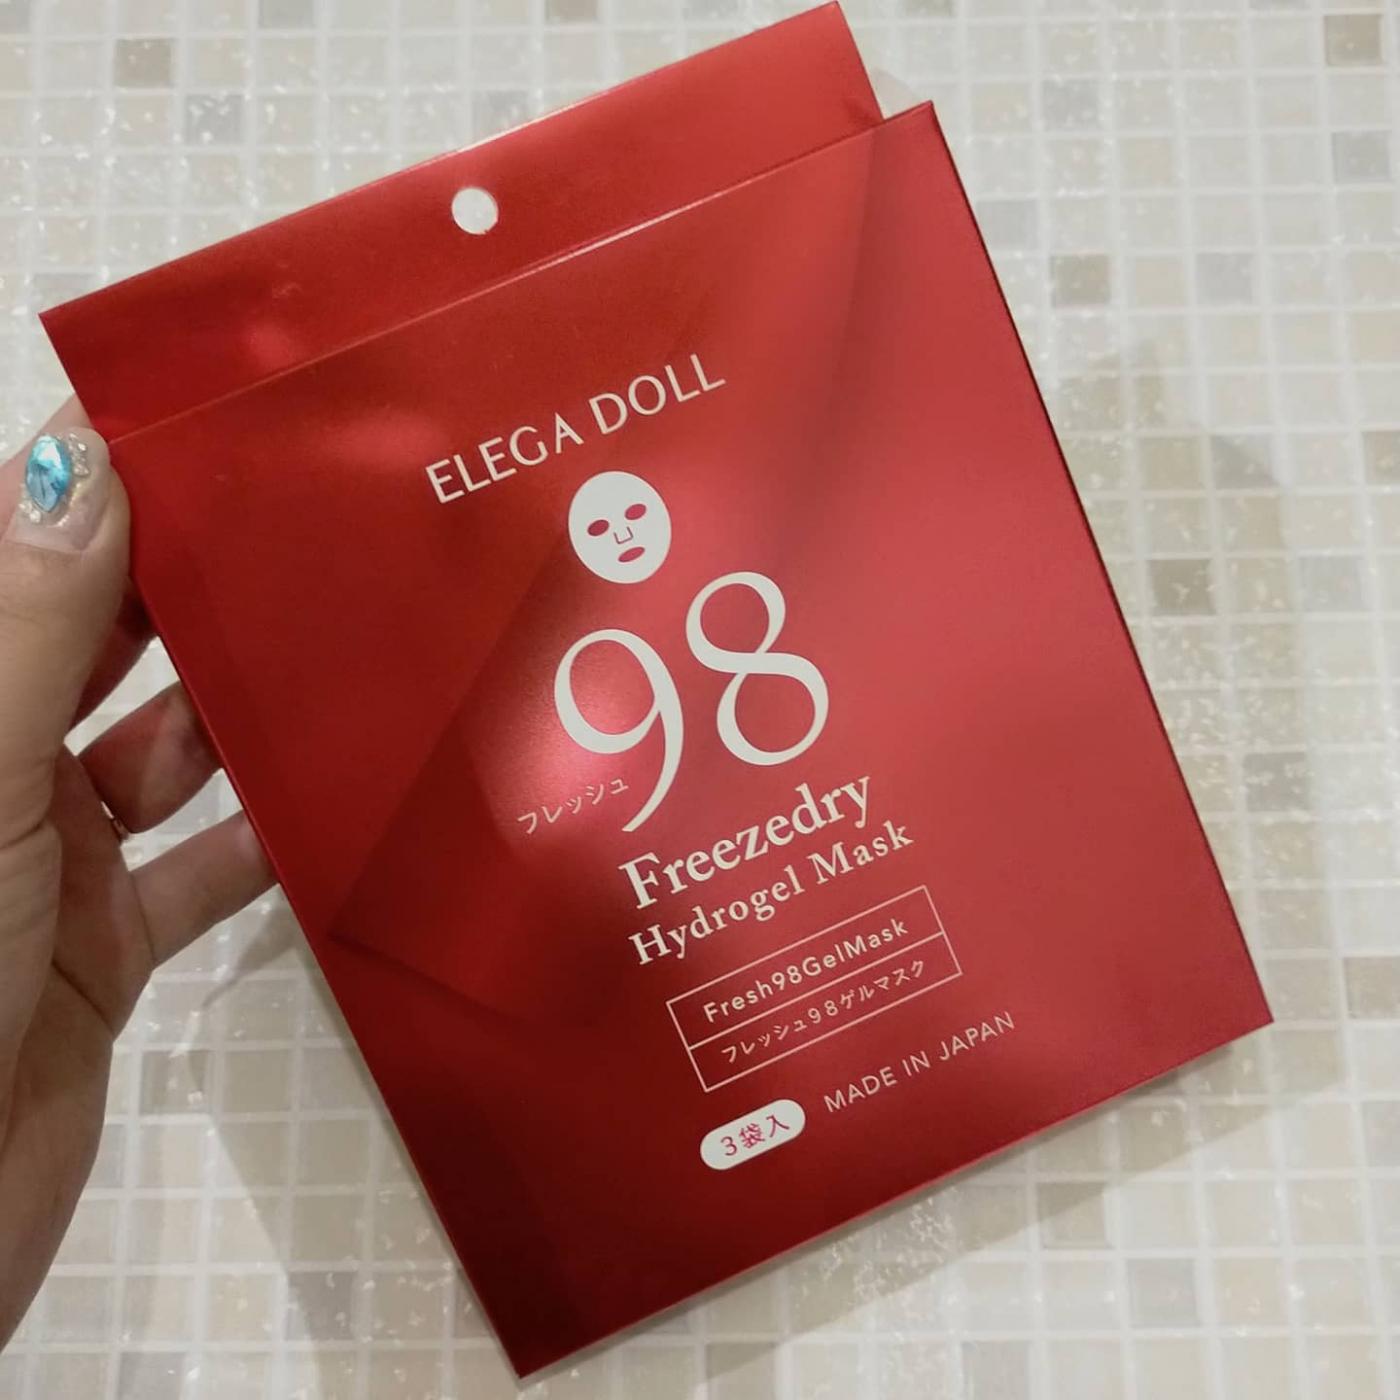 ELEGA DOLL
98
フレッシュ
Freezedry
Hydrogel Mask
Fresh98GelMask
フレッシュ98ゲルマスク
3袋入 MADE IN JAPAN